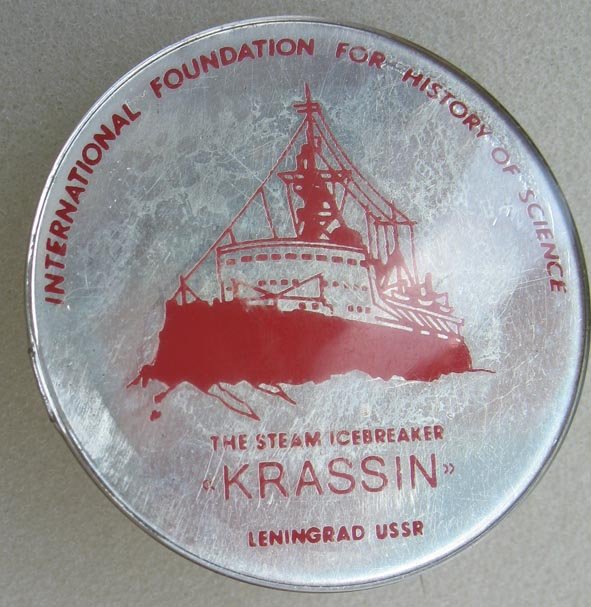 INTERNATIONAL FOUNDATION FOR HISTORY OF SCIENCE
THE STEAM ICEBREAKER
«KRASSIN»
LENINGRAD USSR